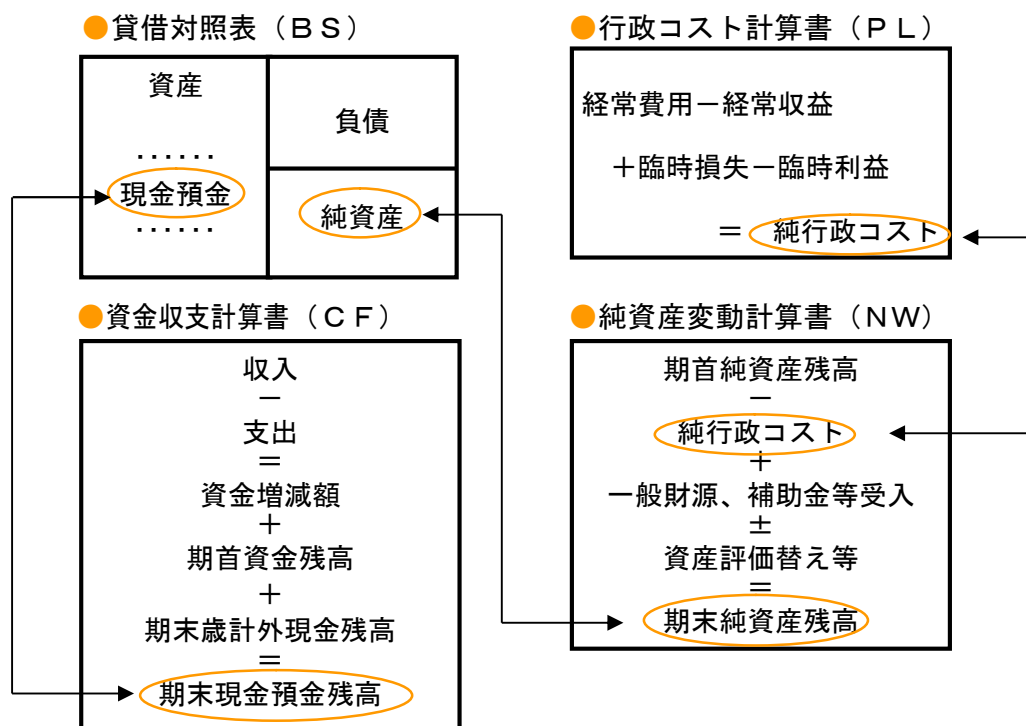 ●貸借対照表（ＢＳ）
資産
‥‥‥
現金預金
‥‥‥
負債
純資産
●行政コスト計算書（ＰＬ）
経常費用－経常収益
＋臨時損失－臨時利益
＝ 純行政コスト
●資金収支計算書（ＣＦ）
収入
－
支出
＝
資金増減額
＋
期首資金残高
＋
期末歳計外現金残高
＝
期末現金預金残高
●純資産変動計算書（ＮＷ）
期首純資産残高
－
純行政コスト
＋
一般財源、補助金等受入
±
資産評価替え等
＝
期末純資産残高